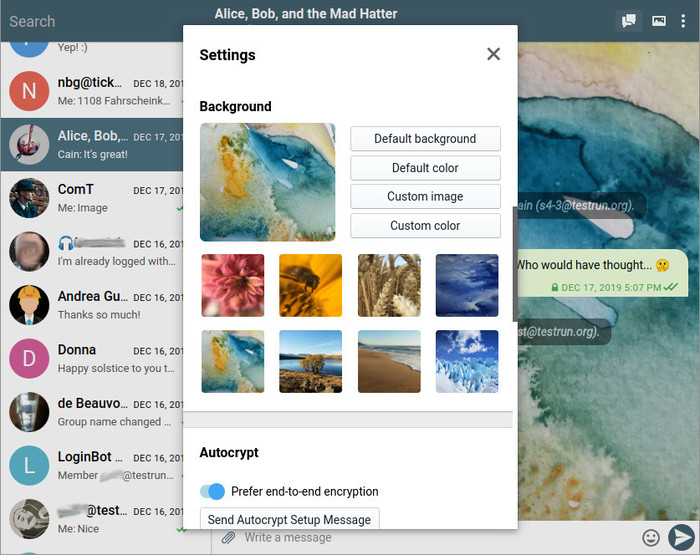 Search
Alice, Bob, and the Mad Hatter
Yep! :)
N
nbg@tick... DEC 18, 201
Me: 1108 Fahrscheink...
Alice, Bob,... DEC 17, 201
Cain: It's great!
ComT DEC 17, 201
Me: Image
DEC 16, 201
I'm already logged with...
Andrea Gu... DEC 16, 201
Thanks so much!
D
Donna DEC 16, 201
Happy solstice to you t...
de Beauvo... DEC 16, 201
Group name changed ...
L
LoginBot ... DEC 16, 201
Member @testrun...
@test... DEC 16, 201
Me: Nice
Settings
Background
Default background
Default color
Custom image
Custom color
Autocrypt
Prefer end-to-end encryption
Send Autocrypt Setup Message
ain (s4-3@testrun.org).
Who would have thought... 🤔
DEC 17, 2019 5:07 PM
st@testrun.org).
Write a message